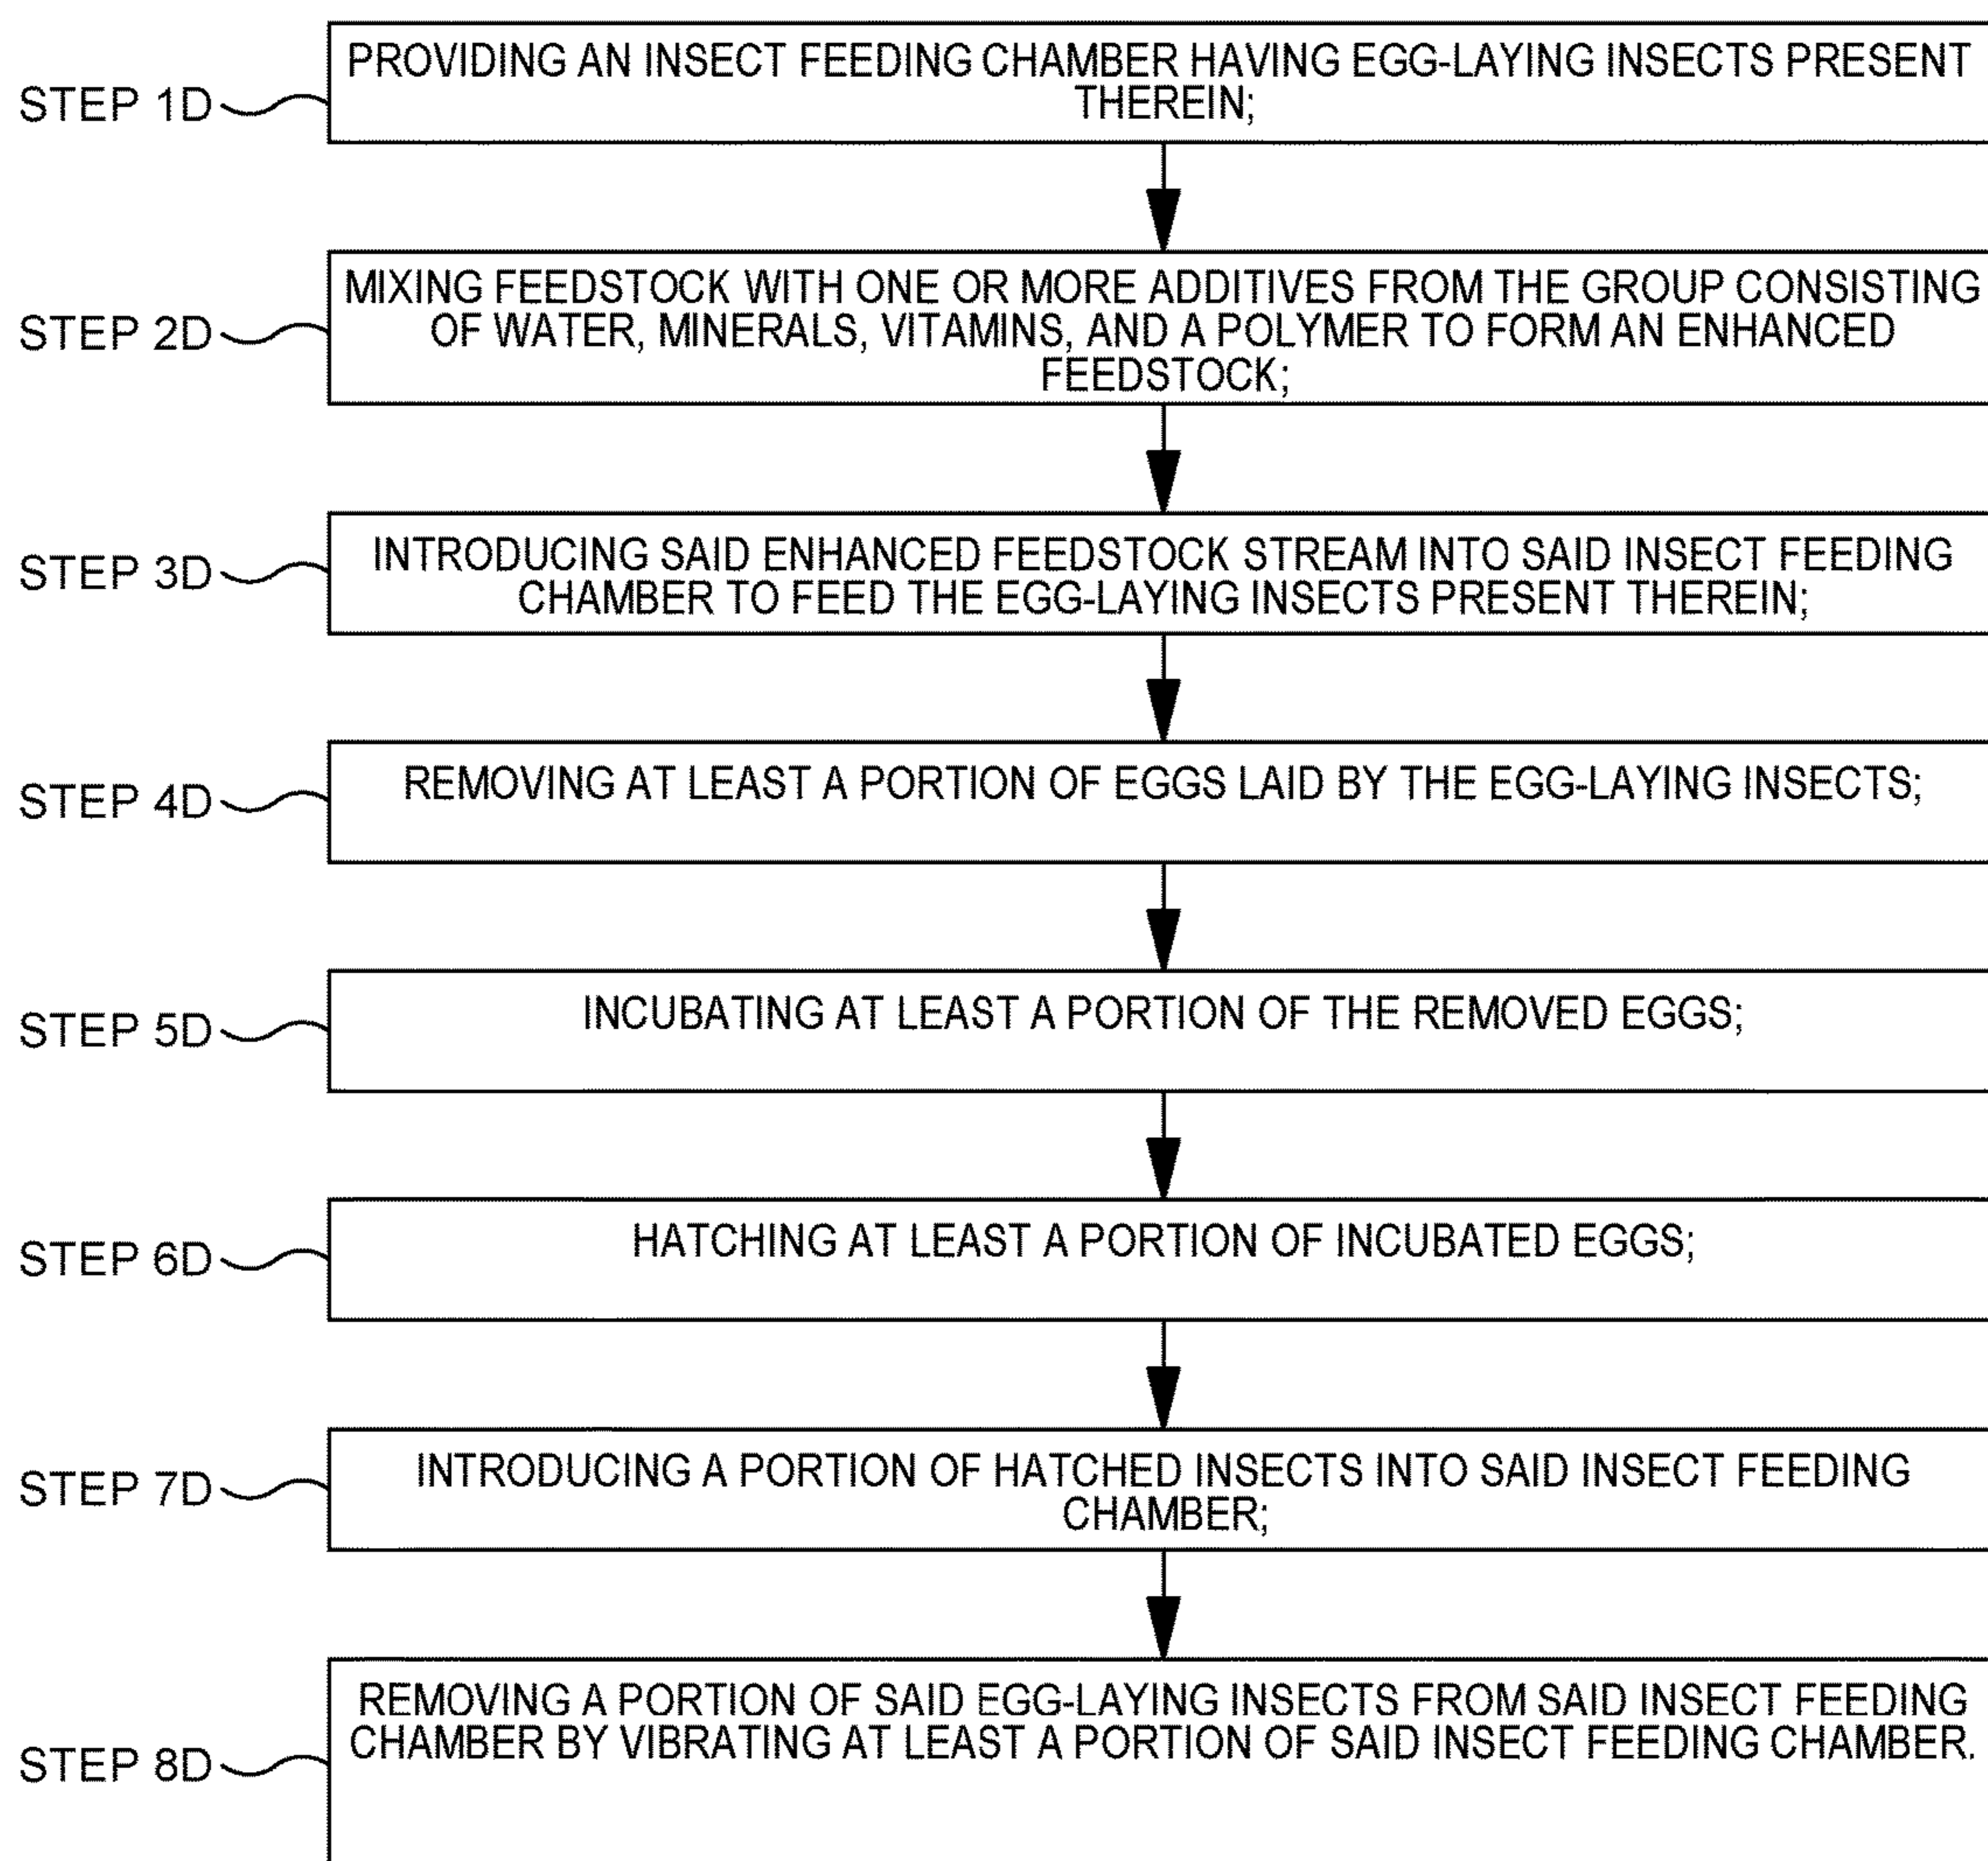 PROVIDING AN INSECT FEEDING CHAMBER HAVING EGG-LAYING INSECTS PRESENT
THEREIN;
STEP 1D
MIXING FEEDSTOCK WITH ONE OR MORE ADDITIVES FROM THE GROUP CONSISTING
OF WATER, MINERALS, VITAMINS, AND A POLYMER TO FORM AN ENHANCED
FEEDSTOCK;
STEP 2D
INTRODUCING SAID ENHANCED FEEDSTOCK STREAM INTO SAID INSECT FEEDING
CHAMBER TO FEED THE EGG-LAYING INSECTS PRESENT THEREIN;
STEP 3D
REMOVING AT LEAST A PORTION OF EGGS LAID BY THE EGG-LAYING INSECTS;
STEP 4D
INCUBATING AT LEAST A PORTION OF THE REMOVED EGGS;
STEP 5D
HATCHING AT LEAST A PORTION OF INCUBATED EGGS;
STEP 6D
INTRODUCING A PORTION OF HATCHED INSECTS INTO SAID INSECT FEEDING
CHAMBER;
STEP 7D
REMOVING A PORTION OF SAID EGG-LAYING INSECTS FROM SAID INSECT FEEDING
CHAMBER BY VIBRATING AT LEAST A PORTION OF SAID INSECT FEEDING CHAMBER.
STEP 8D